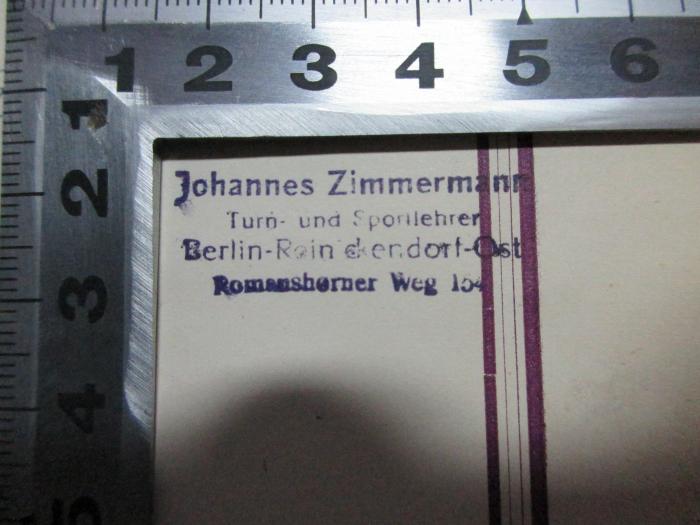 1 2 3 4 5 6
1
2
3
4
5
Johannes Zimmermann
Turn- und Sportlehrer
Berlin-Reinickendorf-Ost
Romanshorner Weg 154